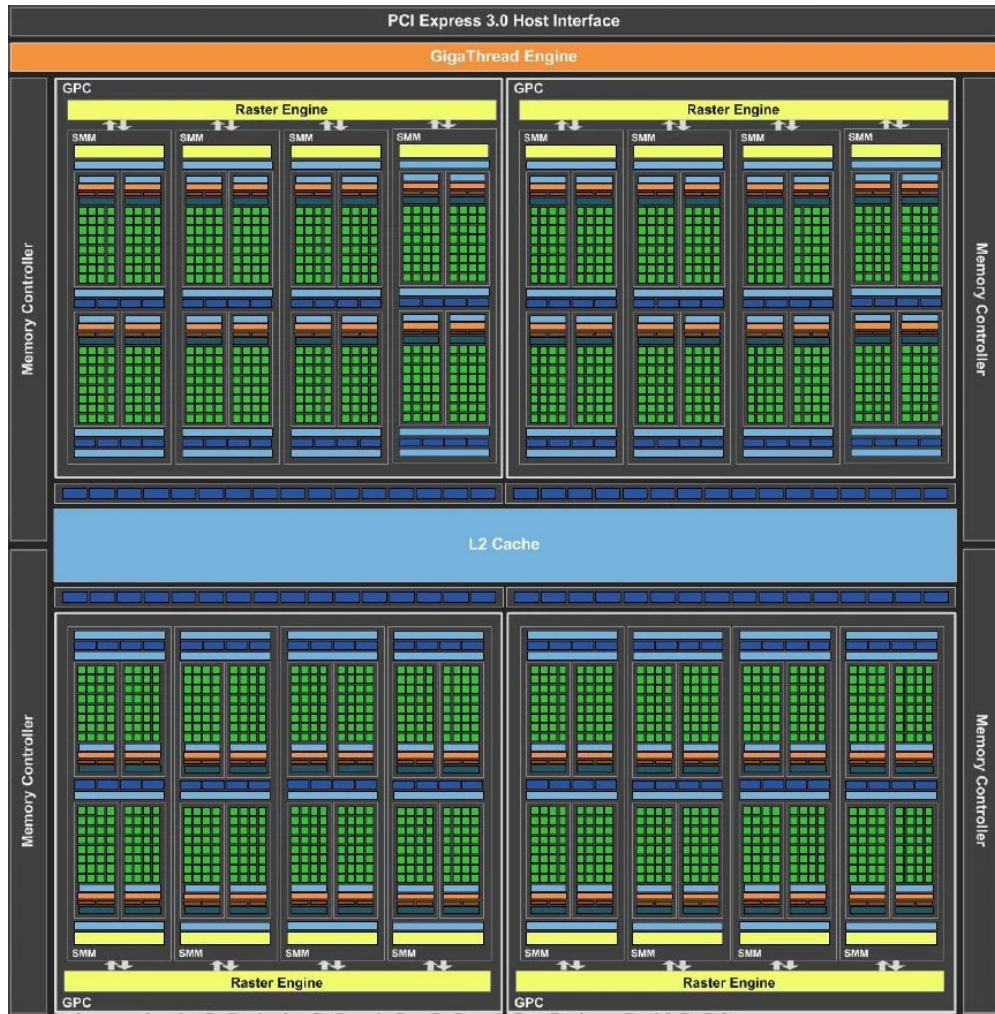 PCI Express 3.0 Host Interface
GigaThread Engine
GPC
Raster Engine
SMM
SMM
SMM
SMM
GPC
Raster Engine
SMM
SMM
SMM
SMM
Memory Controller
Memory Controller
L2 Cache
Memory Controller
Memory Controller
SMM
SMM
SMM
SMM
Raster Engine
GPC
SMM
SMM
SMM
SMM
Raster Engine
GPC